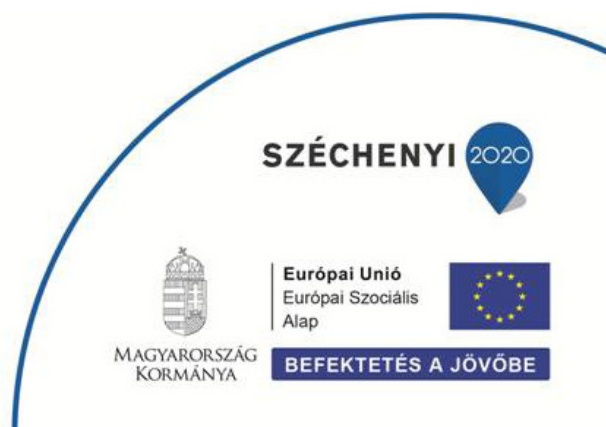 SZÉCHENYI 2020
Európai Unió
Európai Szociális
Alap
MAGYARORSZÁG
KORMÁNYA
BEFEKTETÉS A JÖVŐBE